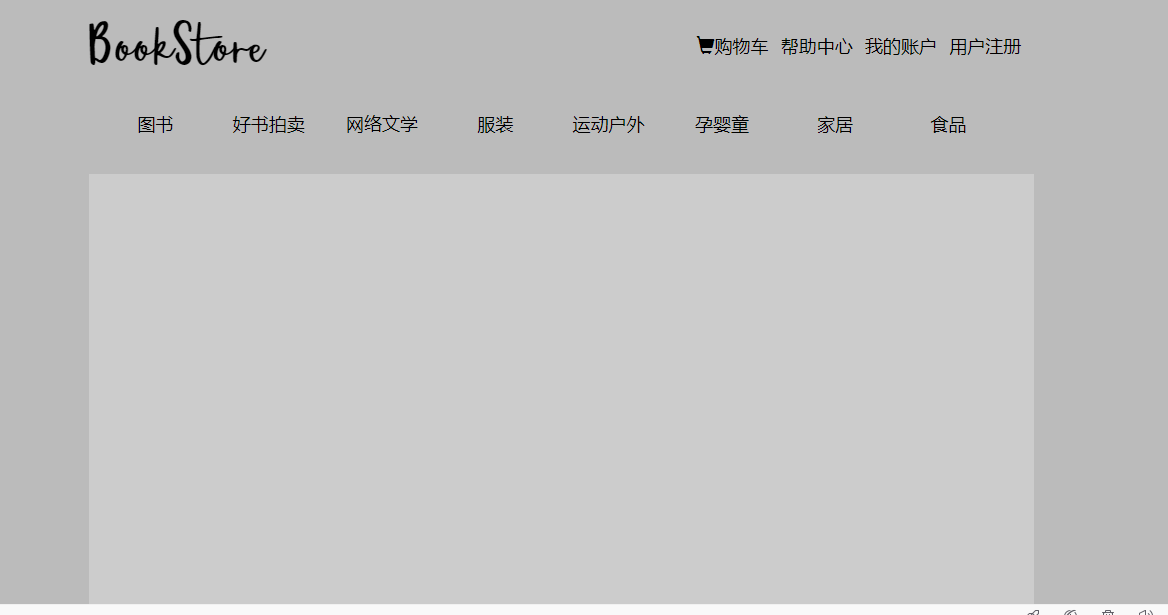 BookStore
购物车 帮助中心 我的账户 用户注册
图书 好书拍卖 网络文学 服装 运动户外 孕婴童 家居 食品